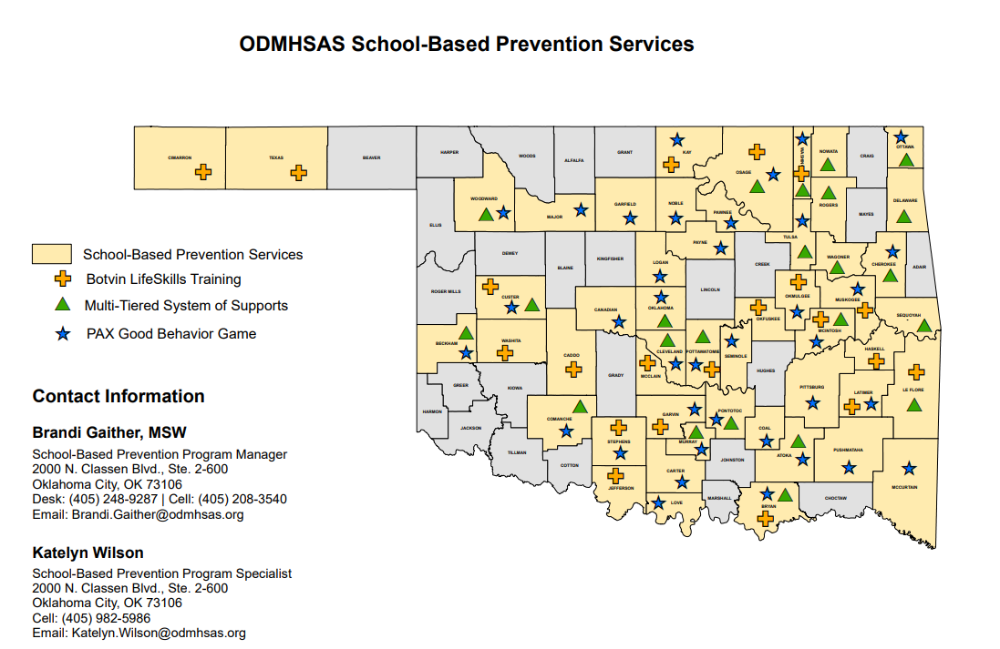 ODMHSAS School-Based Prevention Services
CIMARRON
TEXAS
BEAVER
HARPER
WOODS
ALFALFA
GRANT
KAY
OSAGE
WASHINGTON
NOWATA
CRAIG
OTTAWA
WOODWARD
MAJOR
GARFIELD
NOBLE
PAWNEE
ROGERS
MAYES
DELAWARE
ELLIS
DEWEY
BLAINE
KINGFISHER
LOGAN
PAYNE
CREEK
TULSA
WAGONER
CHEROKEE
ADAIR
ROGER MILLS
CUSTER
CANADIAN
OKLAHOMA
LINCOLN
OKFUSKEE
OKMULGEE
MUSKOGEE
MCINTOSH
SEQUOYAH
BECKHAM
WASHITA
CADDO
GRADY
MCCLAIN
CLEVELAND
POTTAWATOMIE
SEMINOLE
HUGHES
PITTSBURG
HASKELL
LATIMER
LE FLORE
GREER
KIOWA
HARMON
JACKSON
TILLMAN
COMANCHE
COTTON
STEPHENS
JEFFERSON
GARVIN
MURRAY
PONTOTOC
COAL
ATOKA
PUSHMATAHA
MCCURTAIN
CARTER
LOVE
JOHNSTON
MARSHALL
BRYAN
CHOCTAW
School-Based Prevention Services
Botvin LifeSkills Training
Multi-Tiered System of Supports
PAX Good Behavior Game
Contact Information
Brandi Gaither, MSW
School-Based Prevention Program Manager
2000 N. Classen Blvd., Ste. 2-600
Oklahoma City, OK 73106
Desk: (405) 248-9287 | Cell: (405) 208-3540
Email: Brandi.Gaither@odmhsas.org
Katelyn Wilson
School-Based Prevention Program Specialist
2000 N. Classen Blvd., Ste. 2-600
Oklahoma City, OK 73106
Cell: (405) 982-5986
Email: Katelyn.Wilson@odmhsas.org